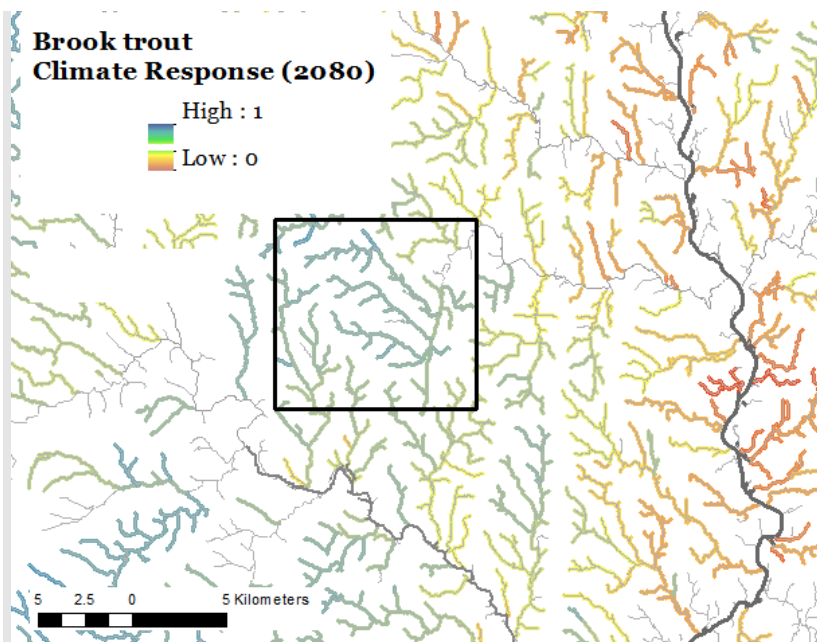 Brook trout
Climate Response (2080)
High : 1
Low : 0
5 2.5 0 5 Kilometers